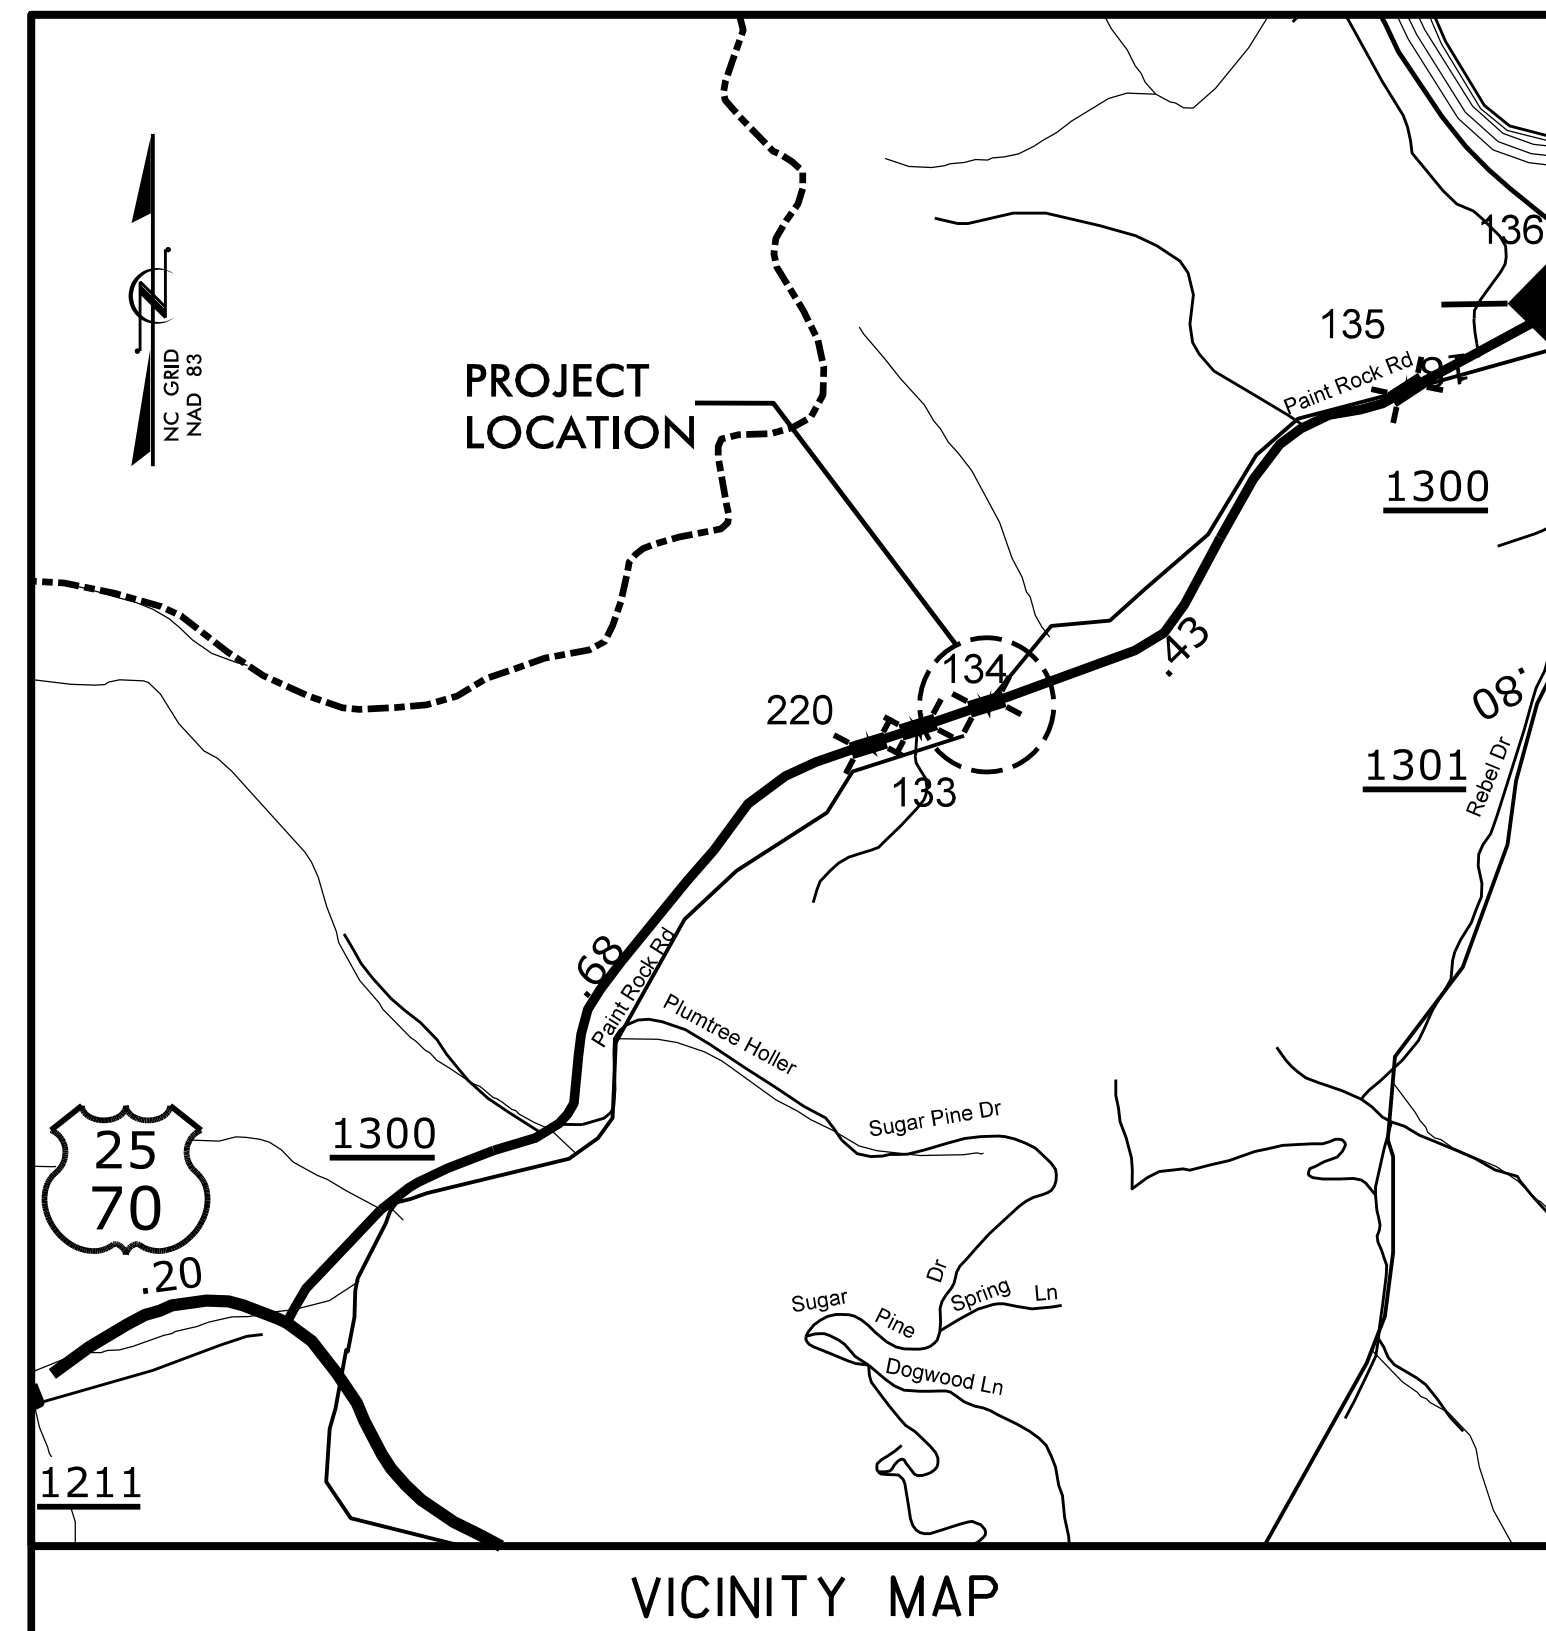 136
135
Paint Rock Rd
.18
NC GRID
NAD 83
PROJECT
LOCATION
1300
.43
134
220
133
.08
1301
Rebel Dr
.68
Paint Rock Rd
Plumtree Holler
Sugar Pine Dr
1300
25
70
.20
Dr
Spring Ln
Sugar Pine
Dogwood Ln
1211
VICINITY MAP